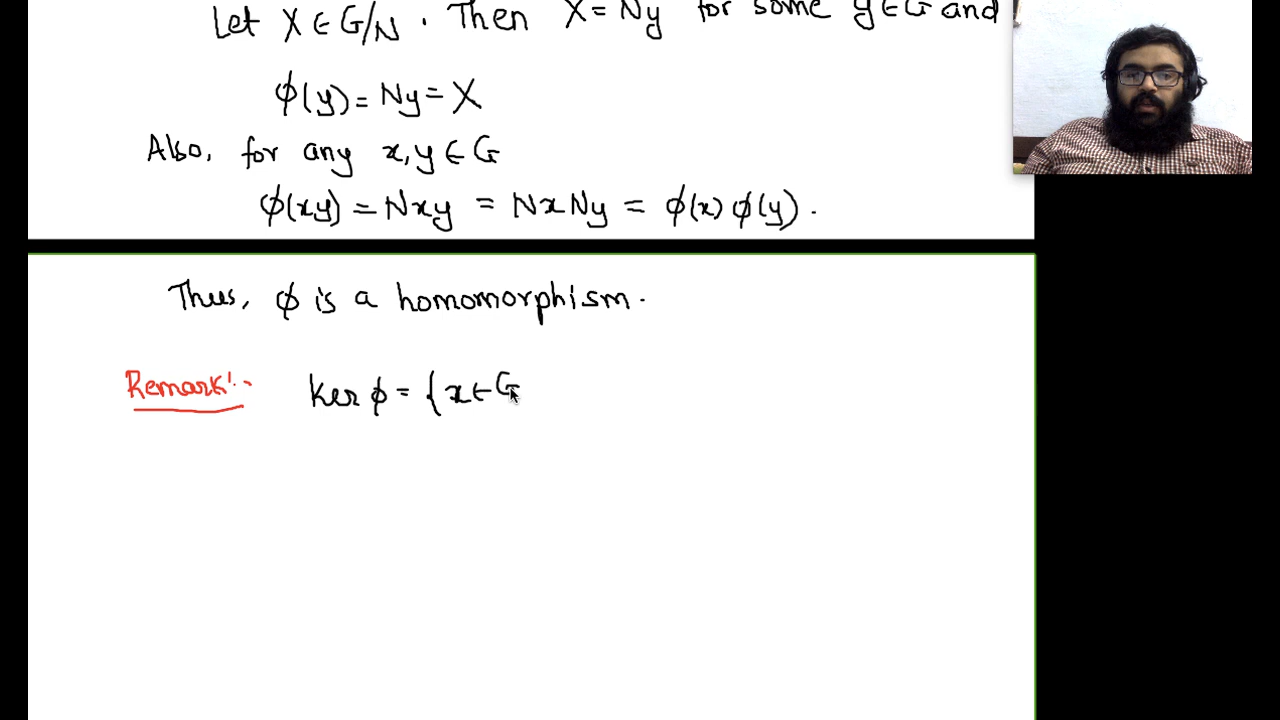 Let X ∈ G/N . Then X = Ny for some y ∈ G and
φ(y) = Ny = X
Also, for any x, y ∈ G
φ(xy) = Nxy = NxNy = φ(x) φ(y) .
Thus, φ is a homomorphism .
Remark :- Ker φ = { x ∈ G